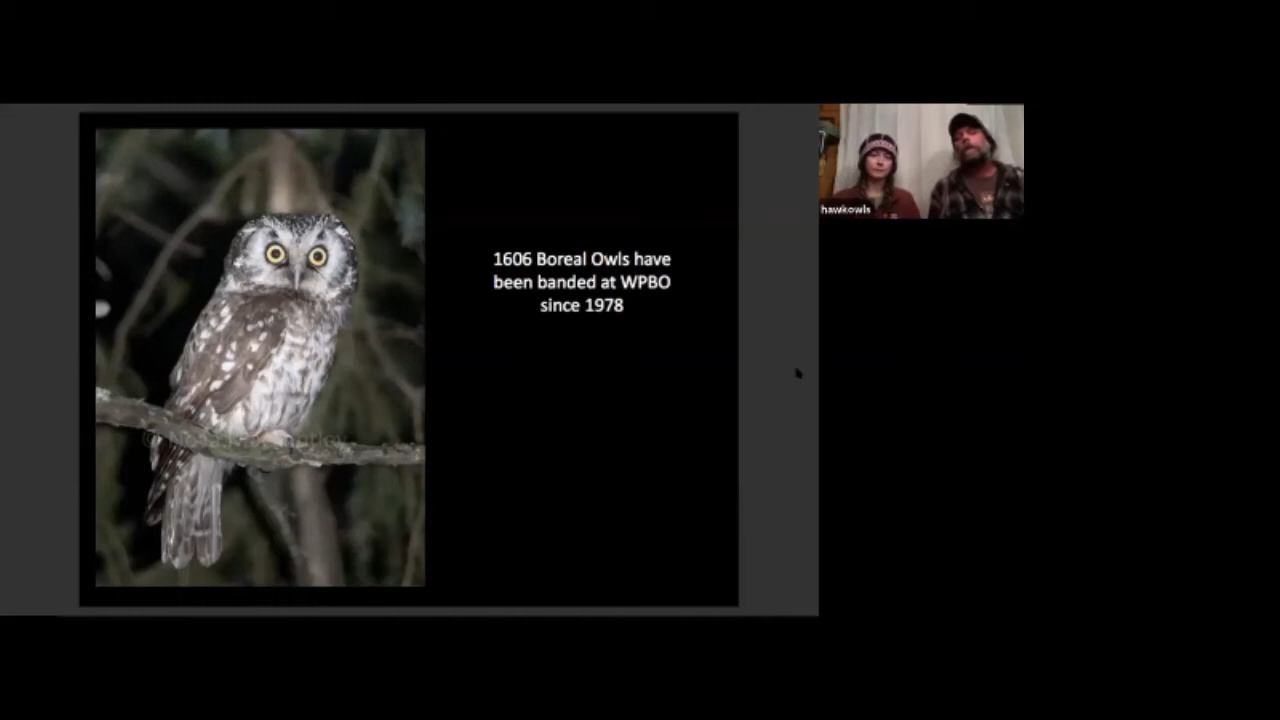 1606 Boreal Owls have
been banded at WPBO
since 1978
hawkowls